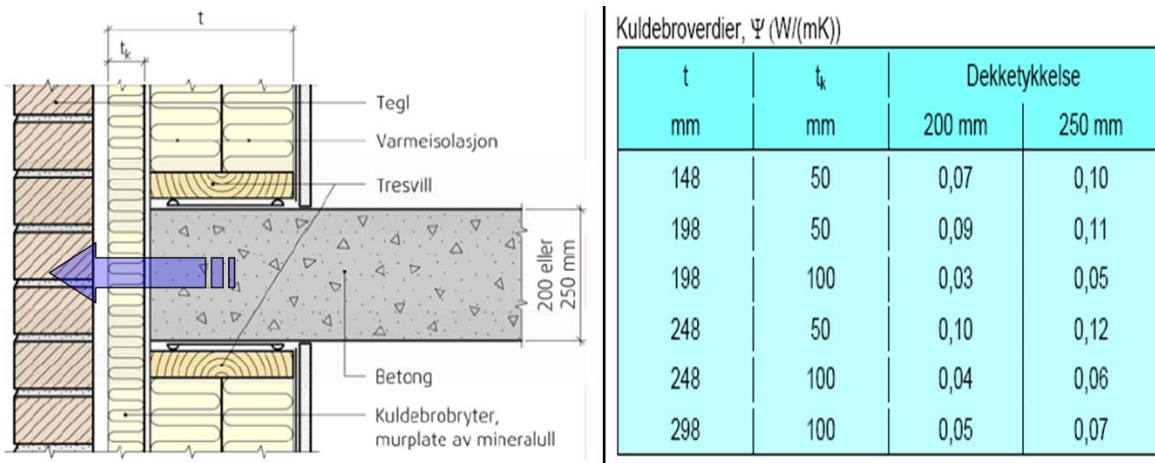 t
tk
Tegl
Varmeisolasjon
Tresvill
200 eller
250 mm
Betong
Kuldebrobryter,
murplate av mineralull
Kuldebroverdier, Ψ (W/(mK))
t tk Dekketykkelse
mm mm 200 mm 250 mm
148 50 0,07 0,10
198 50 0,09 0,11
198 100 0,03 0,05
248 50 0,10 0,12
248 100 0,04 0,06
298 100 0,05 0,07